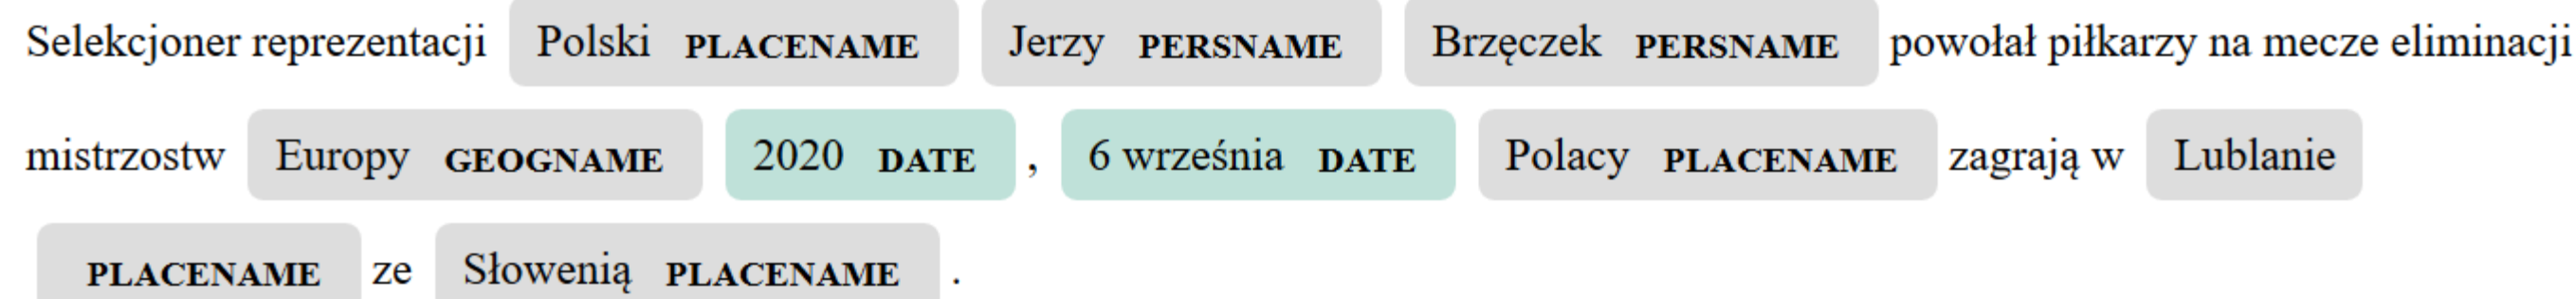 Selekcjoner reprezentacji Polski PLACENAME Jerzy PERSNAME Brzęczek PERSNAME powołał piłkarzy na mecze eliminacji
mistrzostw Europy GEOGNAME 2020 DATE , 6 września DATE Polacy PLACENAME zagrają w Lublanie
PLACENAME ze Słowenią PLACENAME .